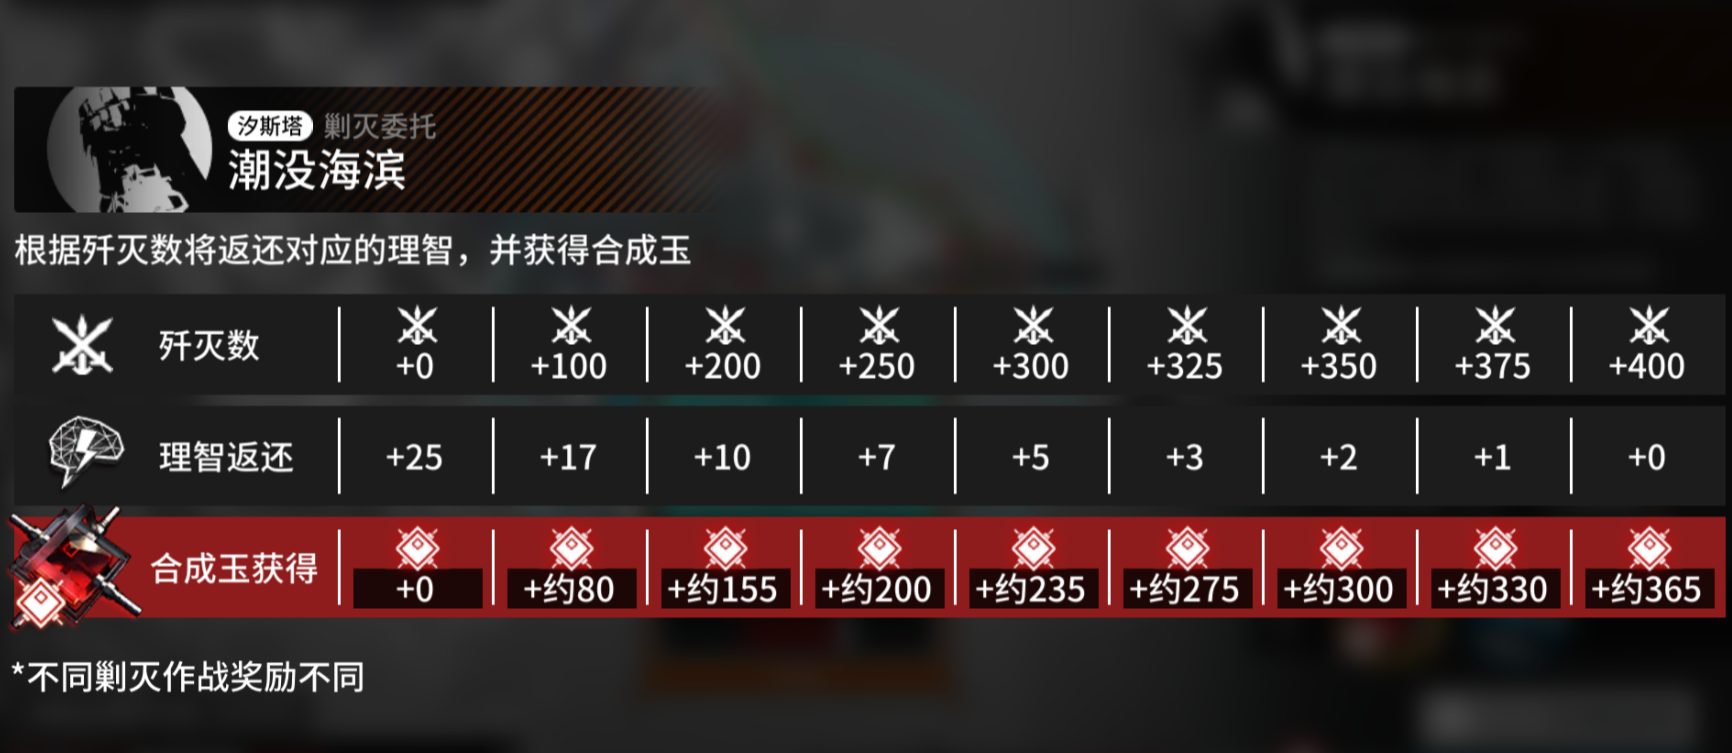 汐斯塔 剿灭委托
潮没海滨
根据歼灭数将返还对应的理智，并获得合成玉
歼灭数 +0 +100 +200 +250 +300 +325 +350 +375 +400
理智返还 +25 +17 +10 +7 +5 +3 +2 +1 +0
合成玉获得 +0 +约80 +约155 +约200 +约235 +约275 +约300 +约330 +约365
*不同剿灭作战奖励不同